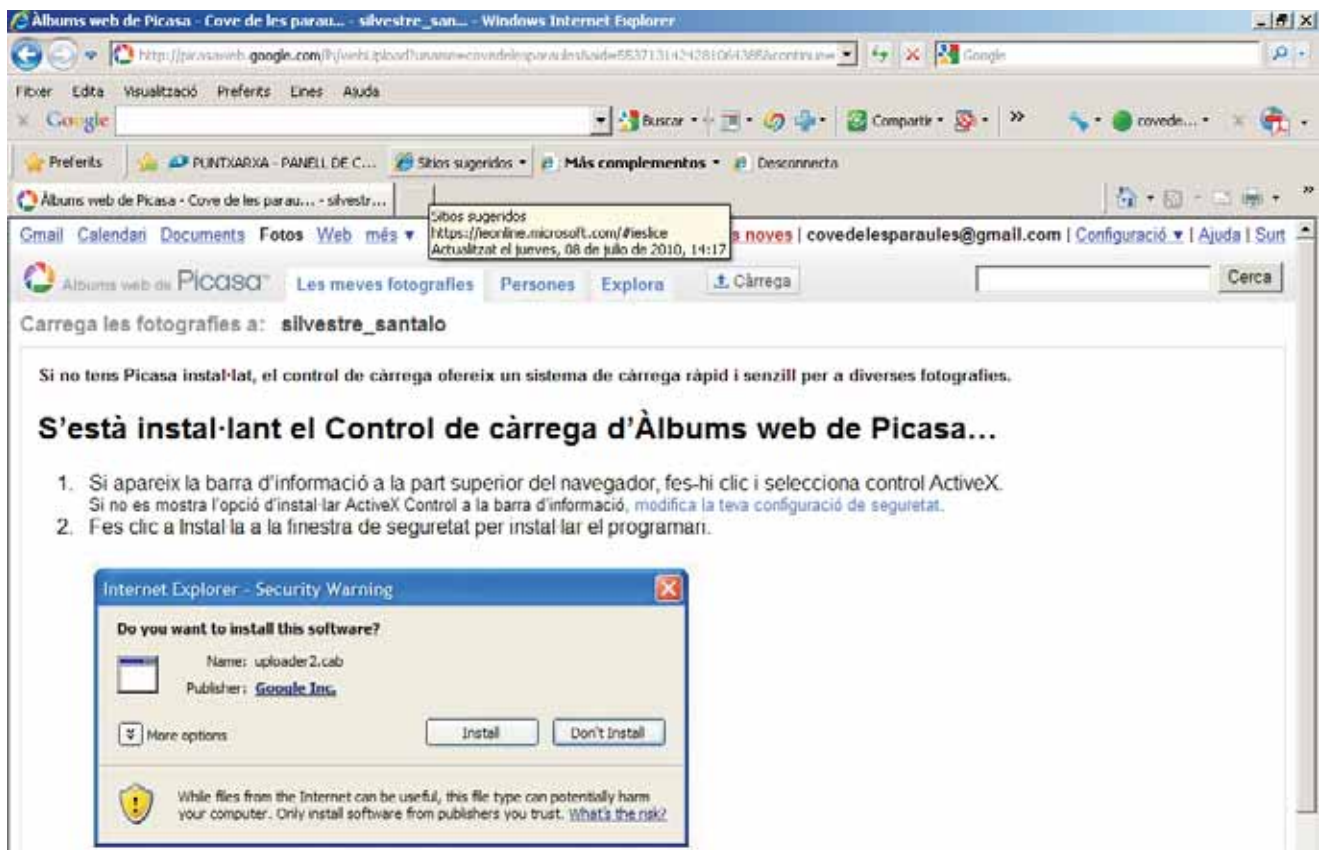 Àlbums web de Picasa - Cove de les parau... - silvestre_san... - Windows Internet Explorer
Google
Fitxer Edita Visualització Preferits Eines Ajuda
Google Buscar Compartir covede...
Preferits PUNTXARXA - PANELL DE C... Sitios sugeridos Más complementos Desconnecta
Àlbums web de Picasa - Cove de les parau... - silvestr...
Sitios sugeridos
https://ieonline.microsoft.com/#ieslice
Actualitzat el jueves, 08 de julio de 2010, 14:17
Gmail Calendari Documents Fotos Web més ▼ s noves | covedelesparaules@gmail.com | Configuració ▼ | Ajuda | Surt
Àlbums web de Picasa™ Les meves fotografies Persones Explora Càrrega Cerca
Carrega les fotografies a: silvestre_santalo
Si no tens Picasa instal·lat, el control de càrrega ofereix un sistema de càrrega ràpid i senzill per a diverses fotografies.
S'està instal·lant el Control de càrrega d'Àlbums web de Picasa...
1. Si apareix la barra d'informació a la part superior del navegador, fes-hi clic i selecciona control ActiveX.
Si no es mostra l'opció d'instal·lar ActiveX Control a la barra d'informació, modifica la teva configuració de seguretat.
2. Fes clic a Instal·la a la finestra de seguretat per instal·lar el programari.
Internet Explorer - Security Warning
Do you want to install this software?
Name: uploader2.cab
Publisher: Google Inc.
More options Install Don't Install
While files from the Internet can be useful, this file type can potentially harm
your computer. Only install software from publishers you trust. What's the risk?